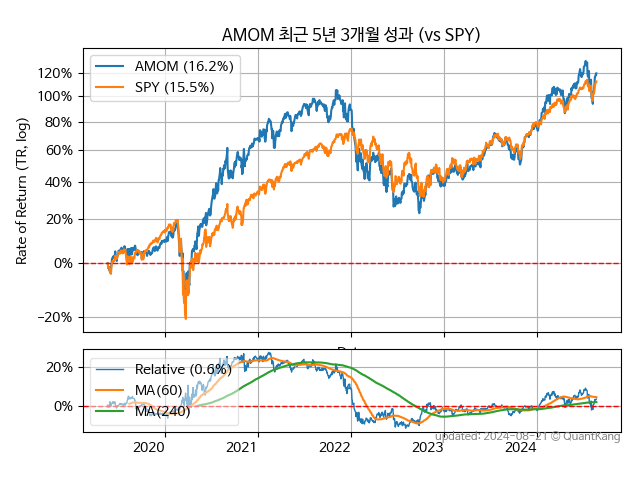 AMOM 최근 5년 3개월 성과 (vs SPY)
Rate of Return (TR, log)
120%
100%
80%
60%
40%
20%
0%
−20%
AMOM (16.2%)
SPY (15.5%)
20%
0%
Relative (0.6%)
MA(60)
MA(240)
2020
2021
2022
2023
2024
updated: 2024-08-21 © QuantKang